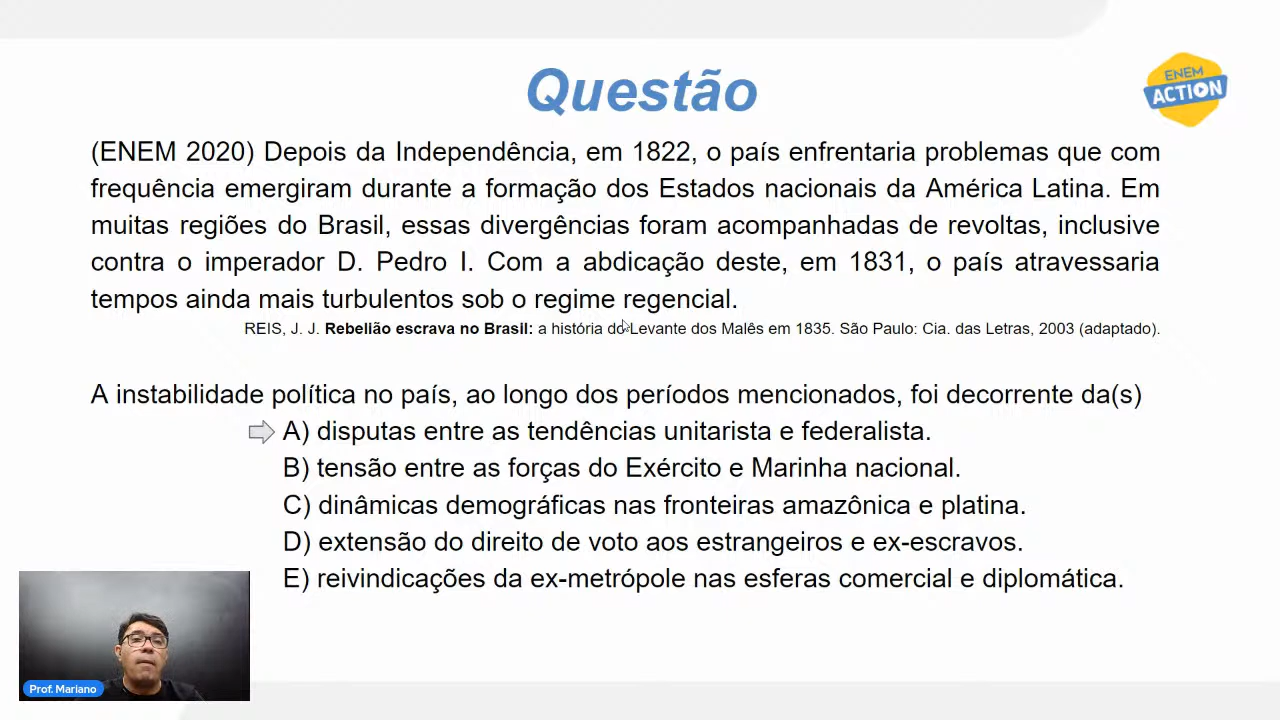 Questão
ENEM
ACTION
(ENEM 2020) Depois da Independência, em 1822, o país enfrentaria problemas que com
frequência emergiram durante a formação dos Estados nacionais da América Latina. Em
muitas regiões do Brasil, essas divergências foram acompanhadas de revoltas, inclusive
contra o imperador D. Pedro I. Com a abdicação deste, em 1831, o país atravessaria
tempos ainda mais turbulentos sob o regime regencial.
REIS, J. J. Rebelião escrava no Brasil: a história do Levante dos Malês em 1835. São Paulo: Cia. das Letras, 2003 (adaptado).
A instabilidade política no país, ao longo dos períodos mencionados, foi decorrente da(s)
A) disputas entre as tendências unitarista e federalista.
B) tensão entre as forças do Exército e Marinha nacional.
C) dinâmicas demográficas nas fronteiras amazônica e platina.
D) extensão do direito de voto aos estrangeiros e ex-escravos.
E) reivindicações da ex-metrópole nas esferas comercial e diplomática.
Prof. Mariano